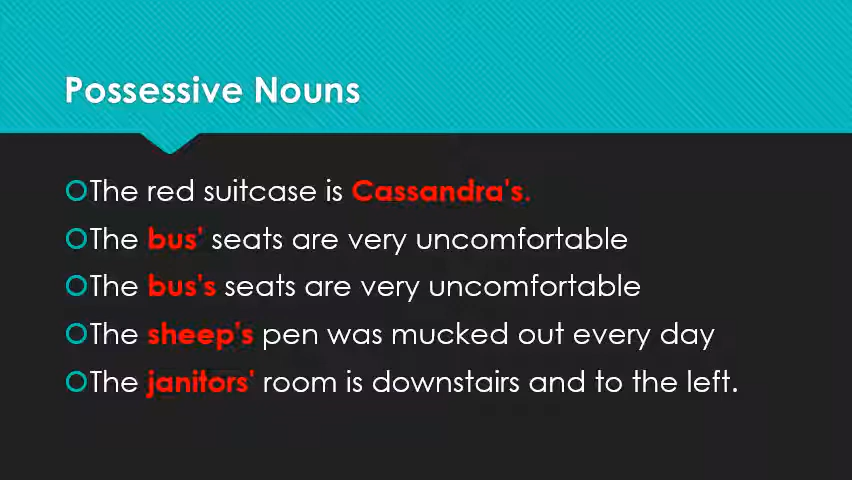 Possessive Nouns
The red suitcase is Cassandra's.
The bus' seats are very uncomfortable
The bus's seats are very uncomfortable
The sheep's pen was mucked out every day
The janitors' room is downstairs and to the left.